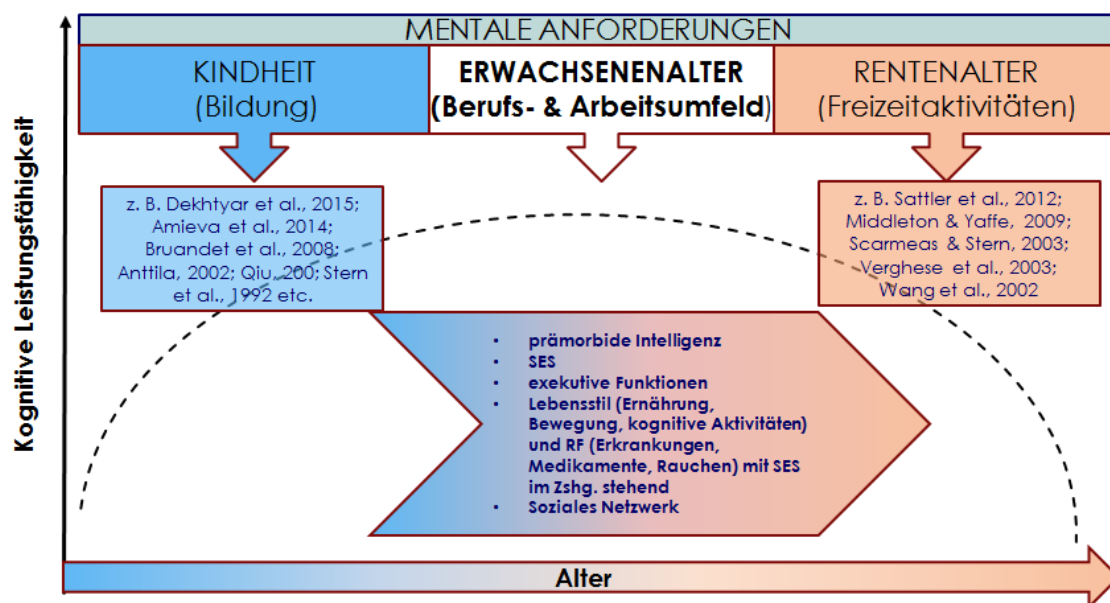 MENTALE ANFORDERUNGEN
KINDHEIT
(Bildung)
ERWACHSENENALTER
(Berufs- & Arbeitsumfeld)
RENTENALTER
(Freizeitaktivitäten)
Kognitive Leistungsfähigkeit
z. B. Dekhtyar et al., 2015;
Amieva et al., 2014;
Bruandet et al., 2008;
Anttila, 2002; Qiu, 200; Stern
et al., 1992 etc.
z. B. Sattler et al., 2012;
Middleton & Yaffe, 2009;
Scarmeas & Stern, 2003;
Verghese et al., 2003;
Wang et al., 2002
• prämorbide Intelligenz
• SES
• exekutive Funktionen
• Lebensstil (Ernährung,
Bewegung, kognitive Aktivitäten)
und RF (Erkrankungen,
Medikamente, Rauchen) mit SES
im Zshg. stehend
• Soziales Netzwerk
Alter